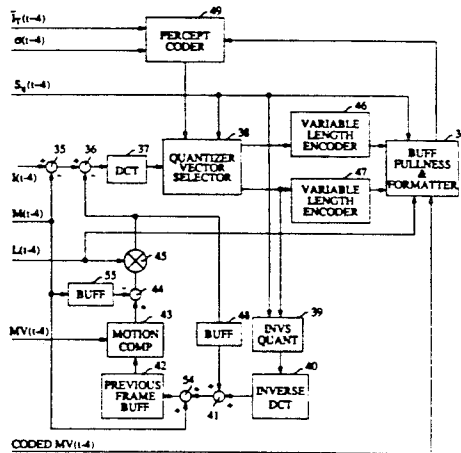 49
PERCEPT
CODER
σ(t-4)
46
VARIABLE
LENGTH
ENCODER
35
36
37
DCT
38
QUANTIZER
VECTOR
SELECTOR
BUFF
FULLNESS
&
FORMATTER
I(t-4)
M(t-4)
L(t-4)
47
VARIABLE
LENGTH
ENCODER
45
55
BUFF
44
43
MOTION
COMP
MV(t-4)
48
BUFF
39
INVS
QUANT
42
PREVIOUS
FRAME
BUFF
54
41
40
INVERSE
DCT
CODED MV(t-4)